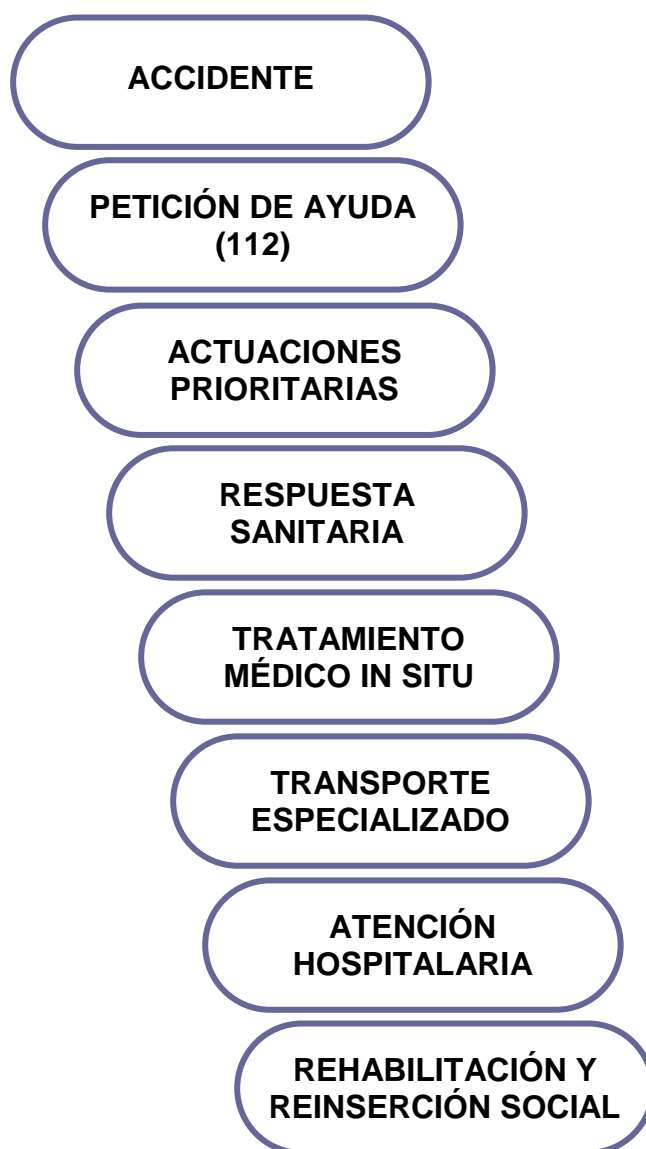 ACCIDENTE
PETICIÓN DE AYUDA
(112)
ACTUACIONES
PRIORITARIAS
RESPUESTA
SANITARIA
TRATAMIENTO
MÉDICO IN SITU
TRANSPORTE
ESPECIALIZADO
ATENCIÓN
HOSPITALARIA
REHABILITACIÓN Y
REINSERCIÓN SOCIAL